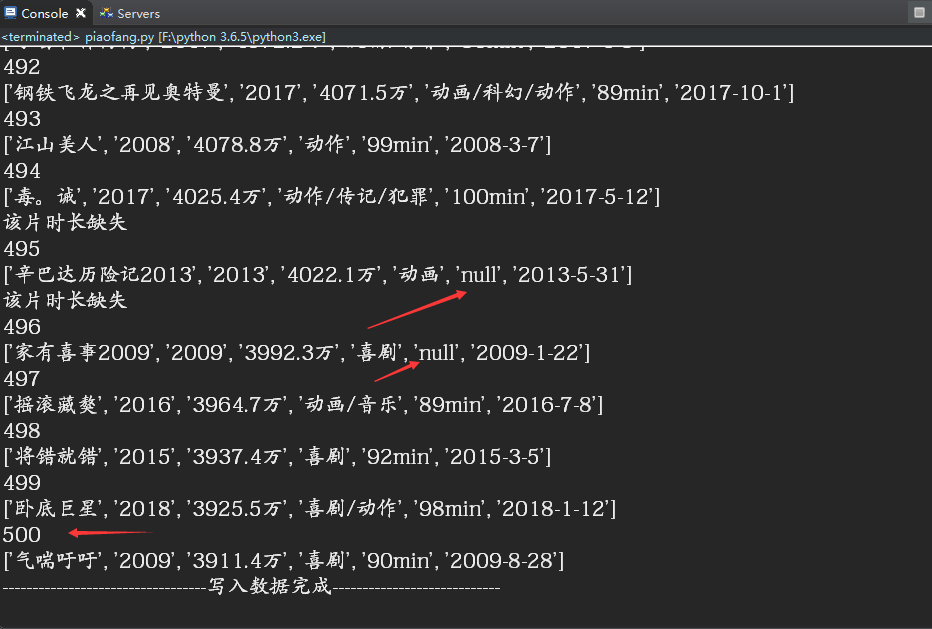 Console Servers
<terminated> piaofang.py [F:\python 3.6.5\python3.exe]
492
['钢铁飞龙之再见奥特曼', '2017', '4071.5万', '动画/科幻/动作', '89min', '2017-10-1']
493
['江山美人', '2008', '4078.8万', '动作', '99min', '2008-3-7']
494
['毒。诫', '2017', '4025.4万', '动作/传记/犯罪', '100min', '2017-5-12']
该片时长缺失
495
['辛巴达历险记2013', '2013', '4022.1万', '动画', 'null', '2013-5-31']
该片时长缺失
496
['家有喜事2009', '2009', '3992.3万', '喜剧', 'null', '2009-1-22']
497
['摇滚藏獒', '2016', '3964.7万', '动画/音乐', '89min', '2016-7-8']
498
['将错就错', '2015', '3937.4万', '喜剧', '92min', '2015-3-5']
499
['卧底巨星', '2018', '3925.5万', '喜剧/动作', '98min', '2018-1-12']
500
['气喘吁吁', '2009', '3911.4万', '喜剧', '90min', '2009-8-28']
----------------------------------写入数据完成----------------------------